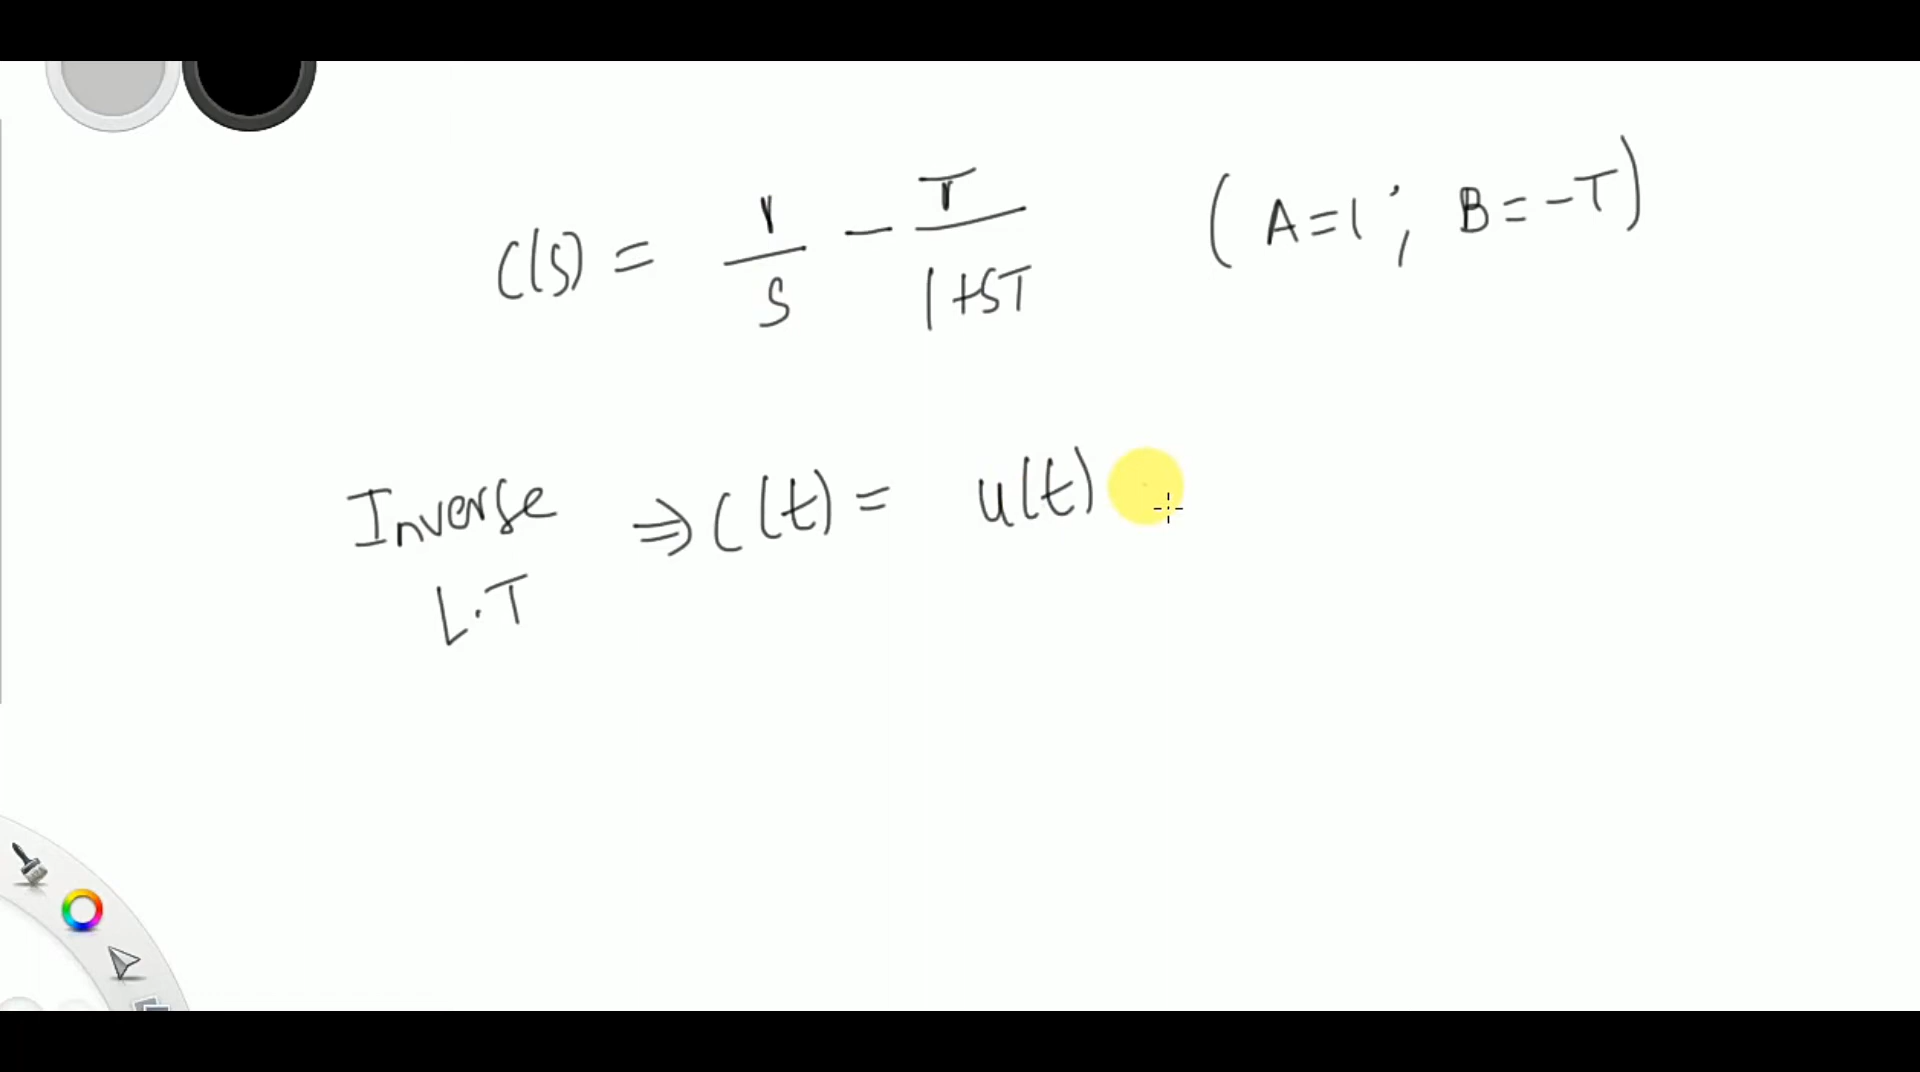 C(s) = 1/s - T/(1+sT) (A=1; B=-T)
Inverse ⇒ C(t) = u(t)
L.T